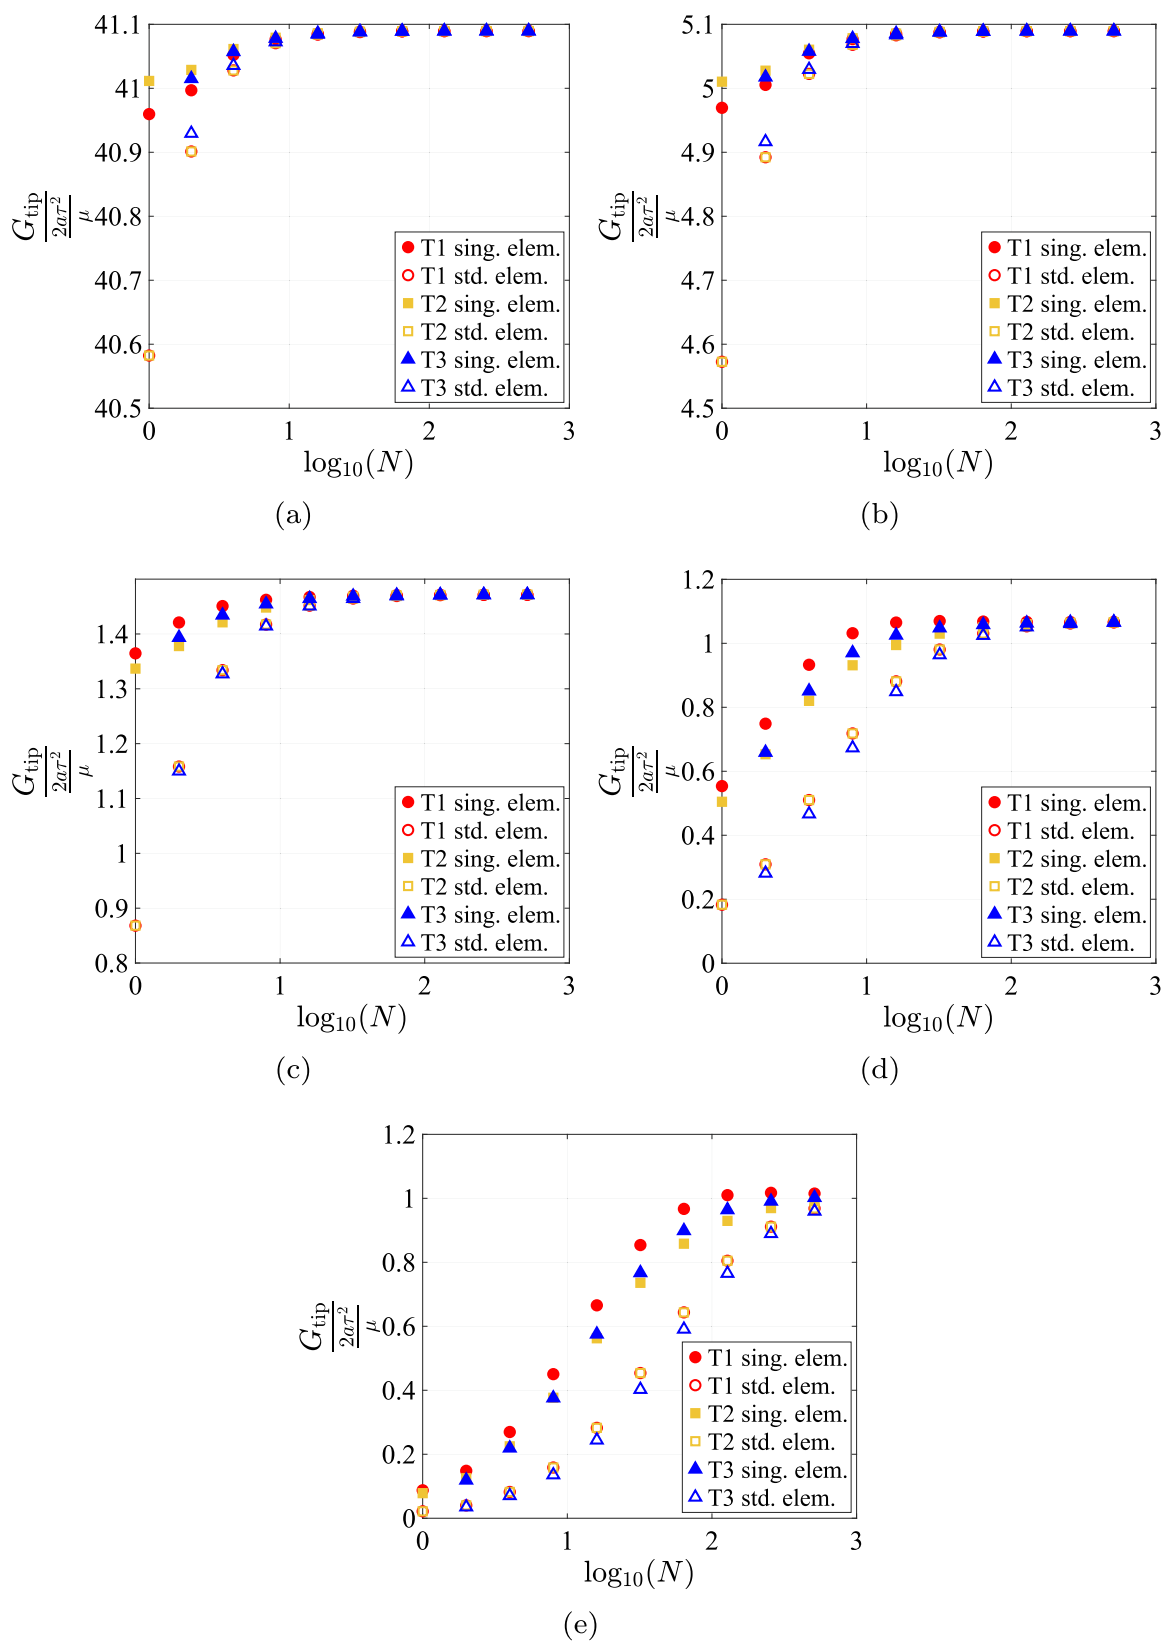 41.1
41
40.9
40.8
40.7
40.6
40.5
0 1 2 3
G_tip / (2aτ²/μ)
log₁₀(N)
T1 sing. elem.
T1 std. elem.
T2 sing. elem.
T2 std. elem.
T3 sing. elem.
T3 std. elem.
(a)
5.1
5
4.9
4.8
4.7
4.6
4.5
0 1 2 3
G_tip / (2aτ²/μ)
log₁₀(N)
T1 sing. elem.
T1 std. elem.
T2 sing. elem.
T2 std. elem.
T3 sing. elem.
T3 std. elem.
(b)
1.4
1.3
1.2
1.1
1
0.9
0.8
0 1 2 3
G_tip / (2aτ²/μ)
log₁₀(N)
T1 sing. elem.
T1 std. elem.
T2 sing. elem.
T2 std. elem.
T3 sing. elem.
T3 std. elem.
(c)
1.2
1
0.8
0.6
0.4
0.2
0
0 1 2 3
G_tip / (2aτ²/μ)
log₁₀(N)
T1 sing. elem.
T1 std. elem.
T2 sing. elem.
T2 std. elem.
T3 sing. elem.
T3 std. elem.
(d)
1.2
1
0.8
0.6
0.4
0.2
0
0 1 2 3
G_tip / (2aτ²/μ)
log₁₀(N)
T1 sing. elem.
T1 std. elem.
T2 sing. elem.
T2 std. elem.
T3 sing. elem.
T3 std. elem.
(e)